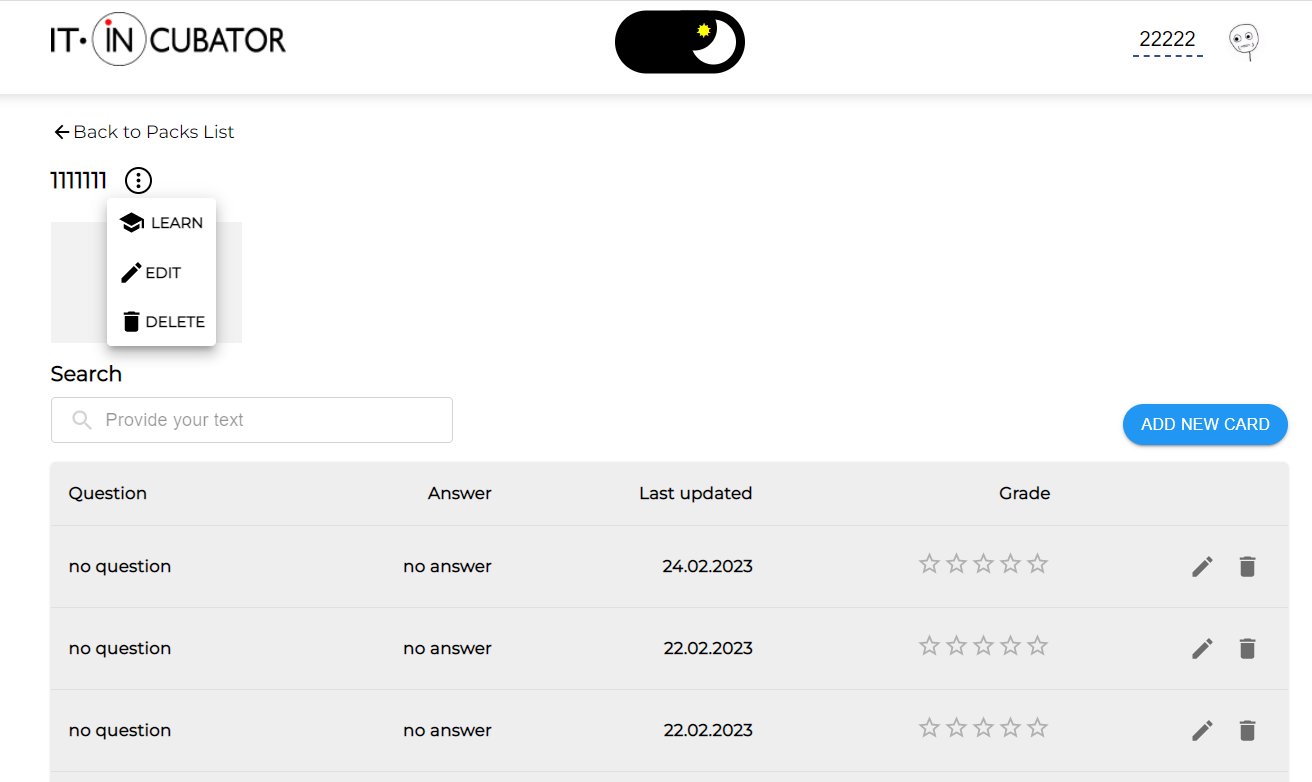 IT·INCUBATOR
22222
Back to Packs List
1111111
LEARN
EDIT
DELETE
Search
Provide your text
ADD NEW CARD
Question Answer Last updated Grade
no question no answer 24.02.2023
no question no answer 22.02.2023
no question no answer 22.02.2023